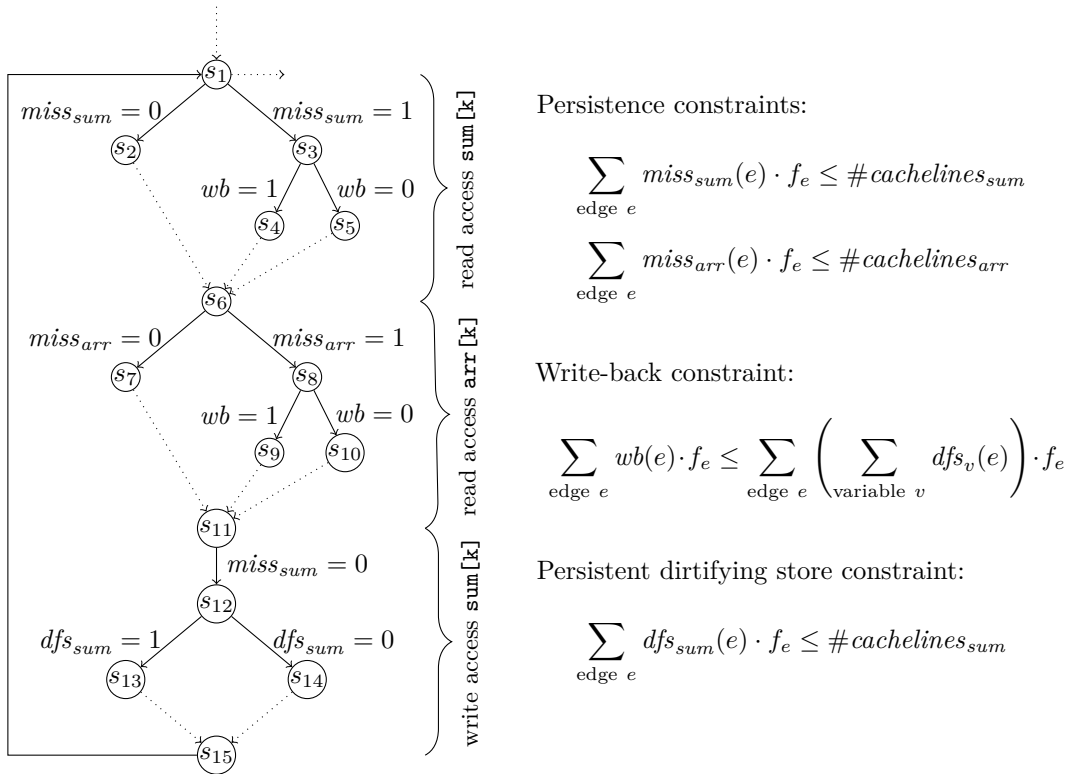 s₁
miss_sum = 0
miss_sum = 1
s₂
s₃
wb = 1
wb = 0
s₄
s₅
read access sum[k]
s₆
miss_arr = 0
miss_arr = 1
s₇
s₈
wb = 1
wb = 0
s₉
s₁₀
read access arr[k]
s₁₁
miss_sum = 0
s₁₂
dfs_sum = 1
dfs_sum = 0
s₁₃
s₁₄
s₁₅
write access sum[k]
Persistence constraints:
∑_{edge e} miss_sum(e) · f_e ≤ #cachelines_sum
∑_{edge e} miss_arr(e) · f_e ≤ #cachelines_arr
Write-back constraint:
∑_{edge e} wb(e) · f_e ≤ ∑_{edge e} (∑_{variable v} dfs_v(e)) · f_e
Persistent dirtifying store constraint:
∑_{edge e} dfs_sum(e) · f_e ≤ #cachelines_sum